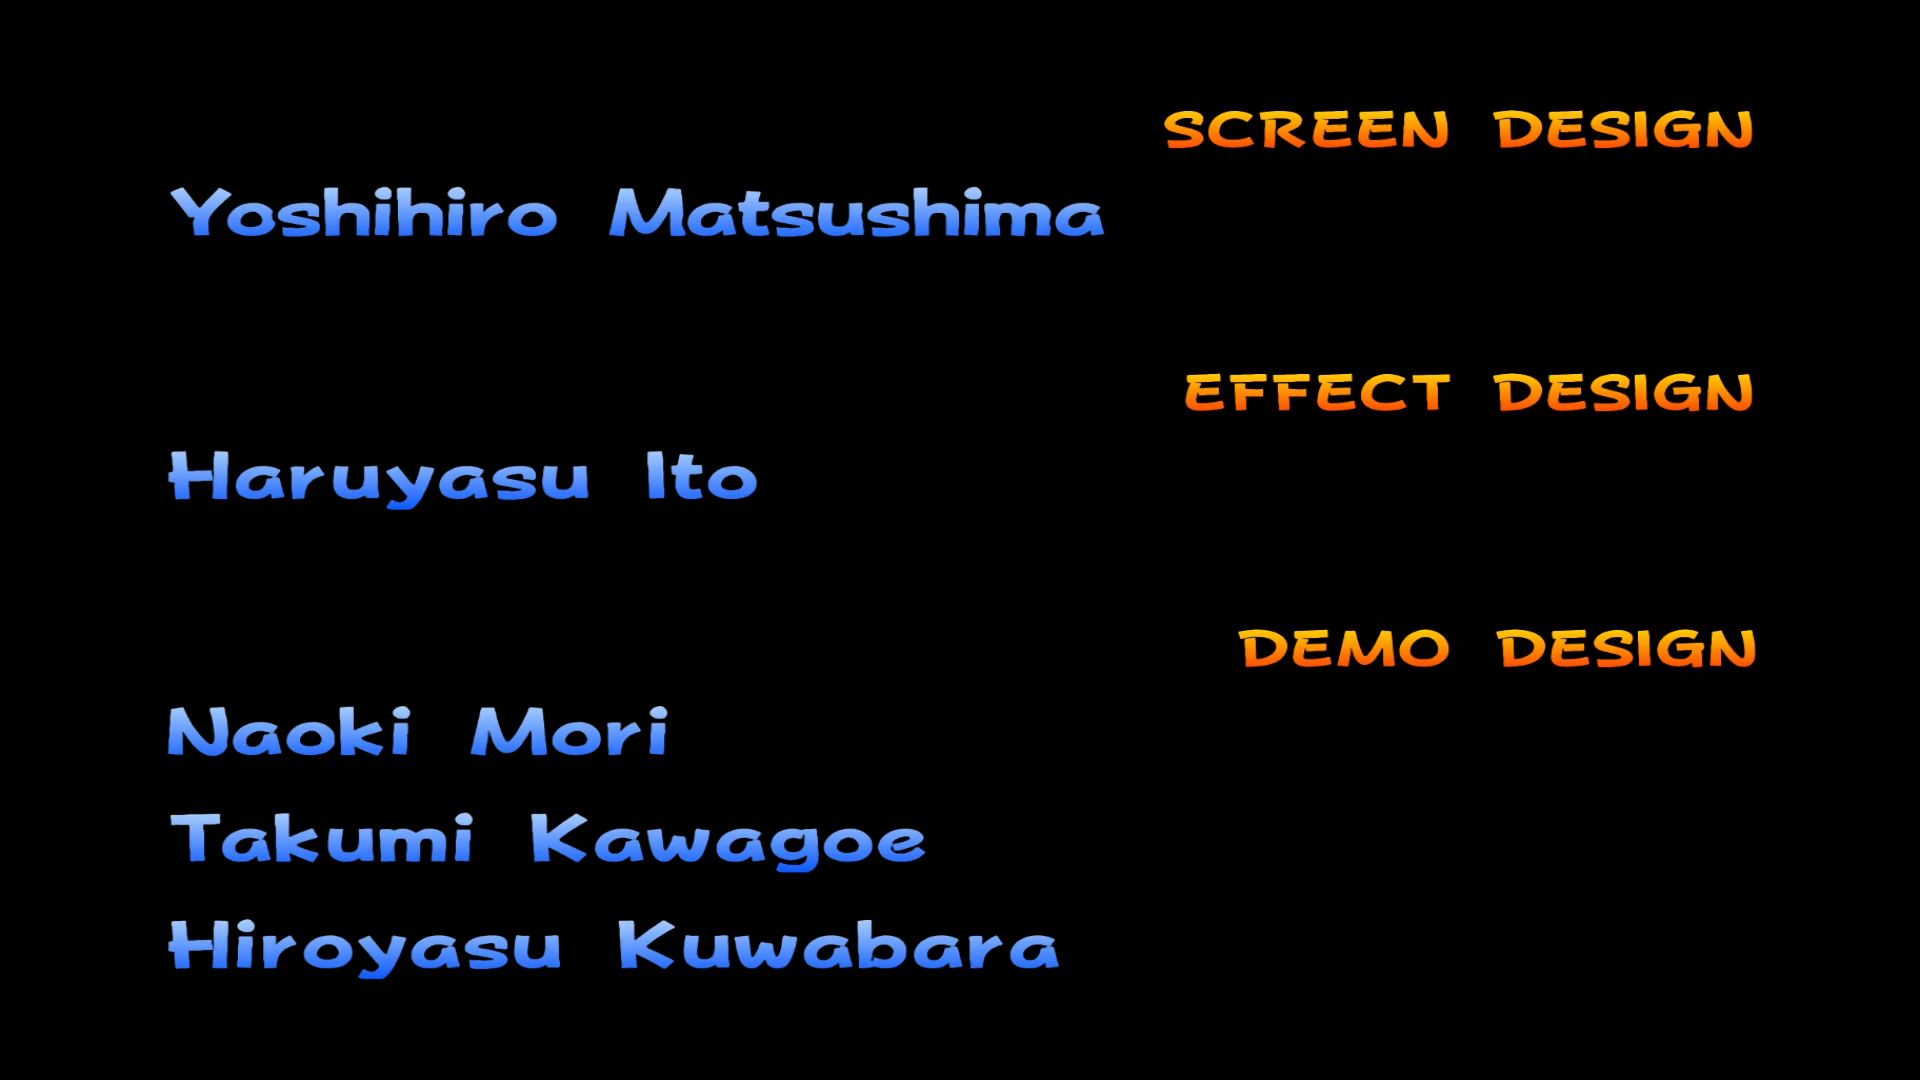 SCREEN DESIGN
Yoshihiro Matsushima
EFFECT DESIGN
Haruyasu Ito
DEMO DESIGN
Naoki Mori
Takumi Kawagoe
Hiroyasu Kuwabara